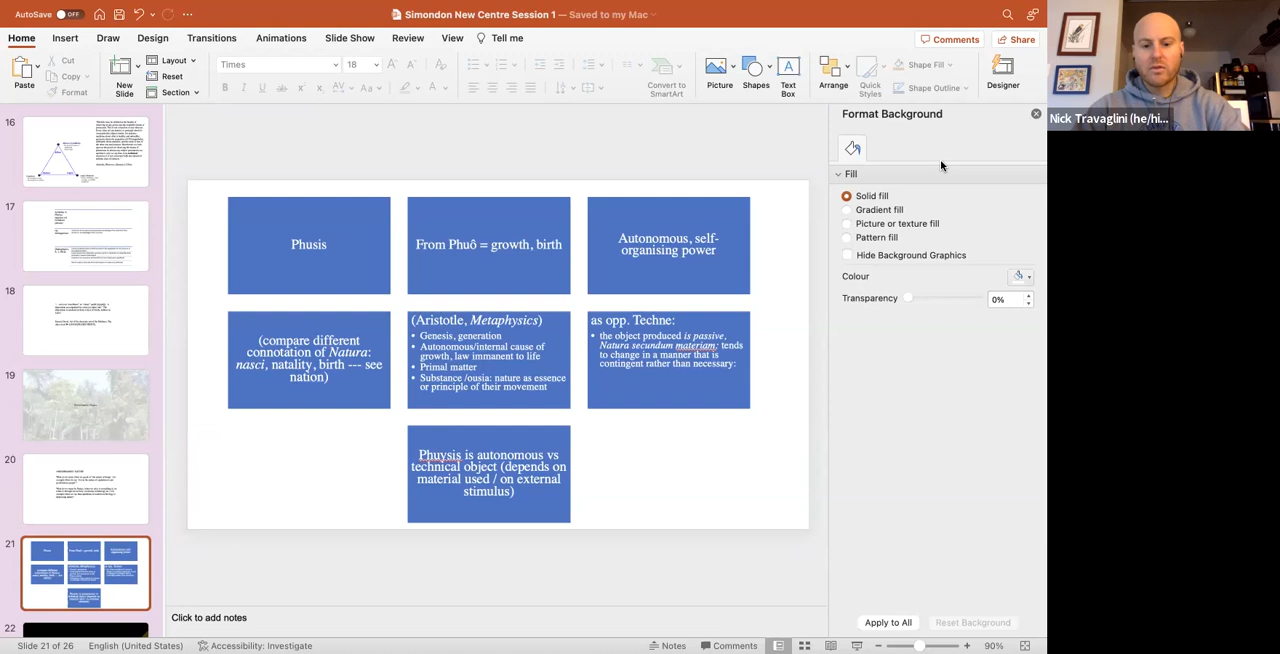 AutoSave OFF
Simondon New Centre Session 1 — Saved to my Mac
Home Insert Draw Design Transitions Animations Slide Show Review View Tell me
Comments Share
Paste
Cut
Copy
Format
New
Slide
Layout
Reset
Section
Times 18
Convert to
SmartArt
Picture
Shapes
Text
Box
Arrange
Quick
Styles
Shape Fill
Shape Outline
Designer
Nick Travaglini (he/hi...
16
17
18
19
20
21
22
Phusis
From Phuô = growth, birth
Autonomous, self-
organising power
(compare different
connotation of Natura:
nasci, natality, birth --- see
nation)
(Aristotle, Metaphysics)
• Genesis, generation
• Autonomous/internal cause of
growth, law immanent to life
• Primal matter
• Substance /ousia: nature as essence
or principle of their movement
as opp. Techne:
• the object produced is passive,
Natura secundum materiam: tends
to change in a manner that is
contingent rather than necessary:
Phuysis is autonomous vs
technical object (depends on
material used / on external
stimulus)
Format Background
Fill
Solid fill
Gradient fill
Picture or texture fill
Pattern fill
Hide Background Graphics
Colour
Transparency 0%
Apply to All Reset Background
Click to add notes
Slide 21 of 26 English (United States) Accessibility: Investigate Notes Comments 90%